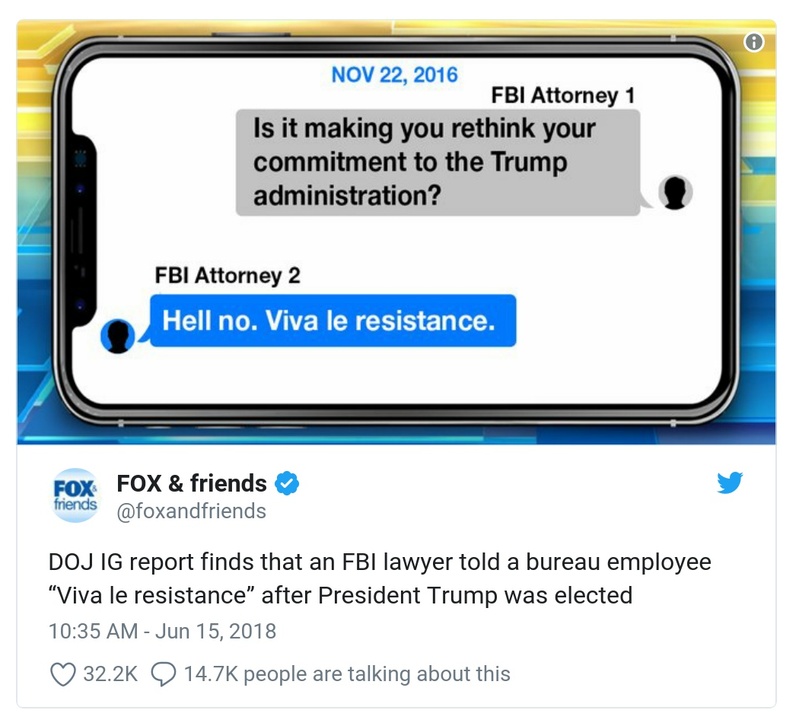 NOV 22, 2016
FBI Attorney 1
Is it making you rethink your
commitment to the Trump
administration?
FBI Attorney 2
Hell no. Viva le resistance.
FOX & friends
FOX&
friends
@foxandfriends
DOJ IG report finds that an FBI lawyer told a bureau employee
“Viva le resistance” after President Trump was elected
10:35 AM - Jun 15, 2018
32.2K 14.7K people are talking about this